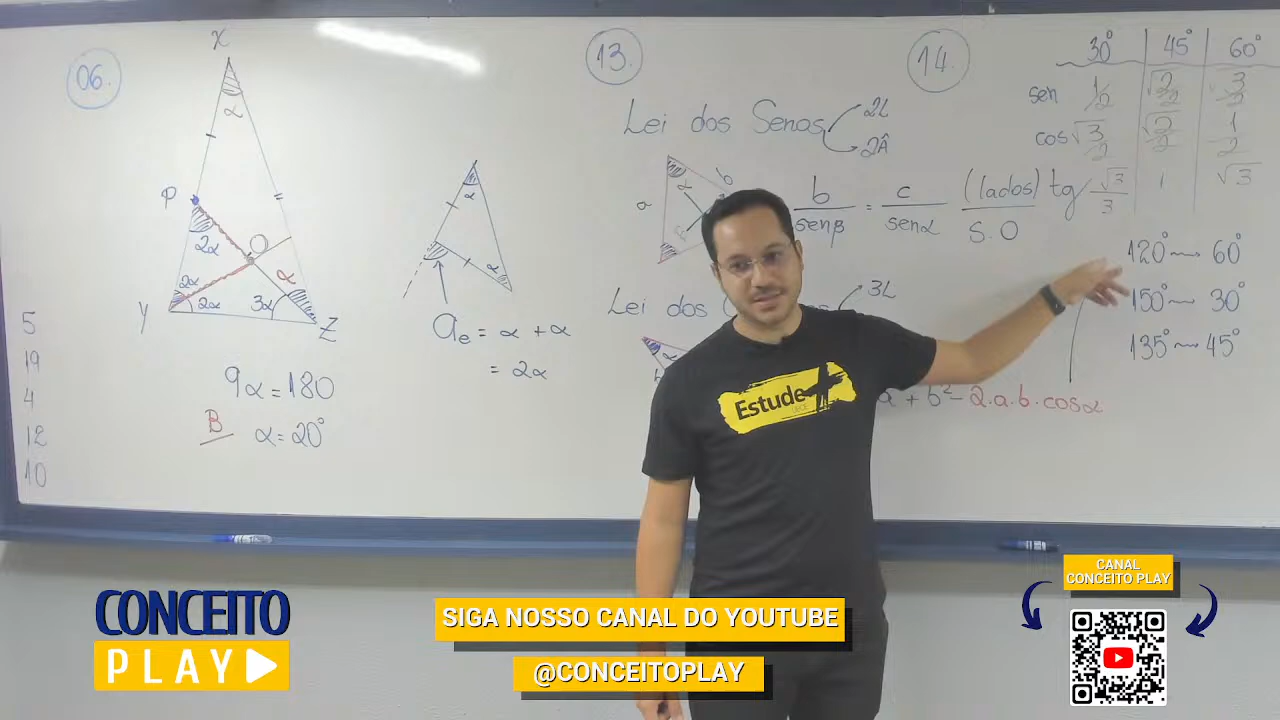 06.
X
α
P
2α
O
α
2α
2α
3α
Y
Z
9α = 180
B
α = 20°
5
19
4
12
10
α
α
ae = α + α
= 2α
13.
Lei dos Senos
2L
2Â
α
b
a
b/senβ = c/senα
(lados)
S.O
Lei dos
3L
α
a + b² - 2.a.b.cosα
14.
30° 45° 60°
sen 1/2 √2/2 √3/2
cos √3/2 √2/2 1/2
tg √3/3 1 √3
120° ~ 60°
150° ~ 30°
135° ~ 45°
Estude+
CONCEITO
PLAY
SIGA NOSSO CANAL DO YOUTUBE
@CONCEITOPLAY
CANAL
CONCEITO PLAY